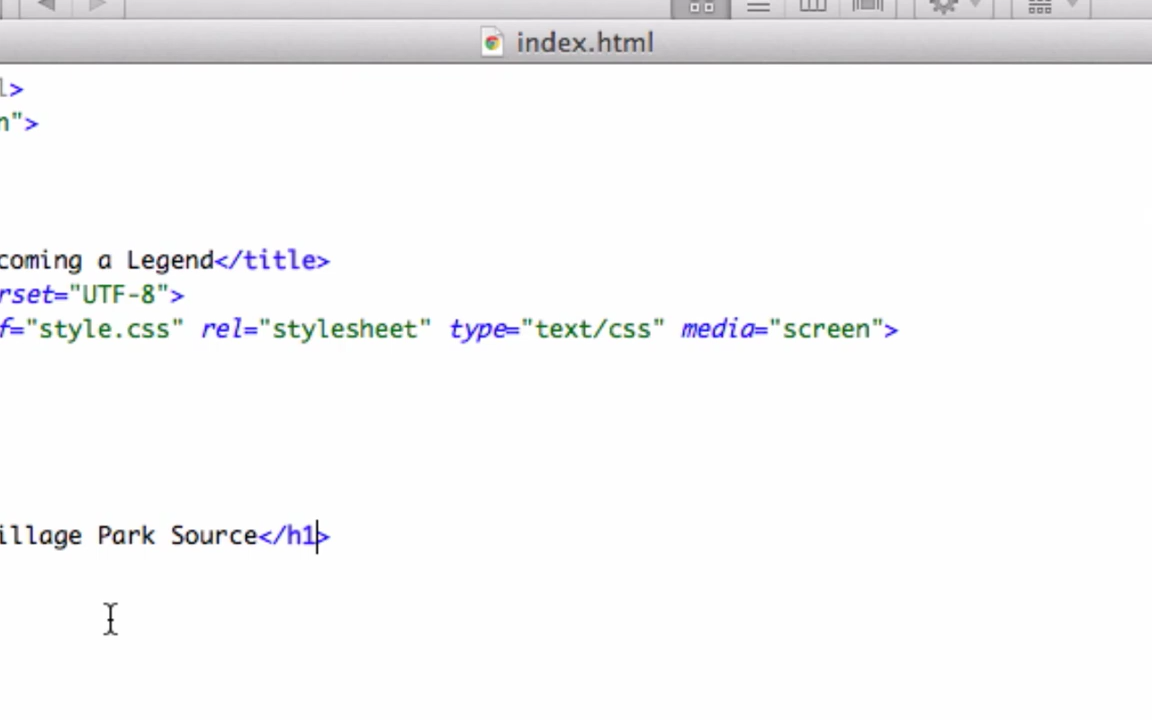 index.html
l>
n">
coming a Legend</title>
rset="UTF-8">
f="style.css" rel="stylesheet" type="text/css" media="screen">
illage Park Source</h1>